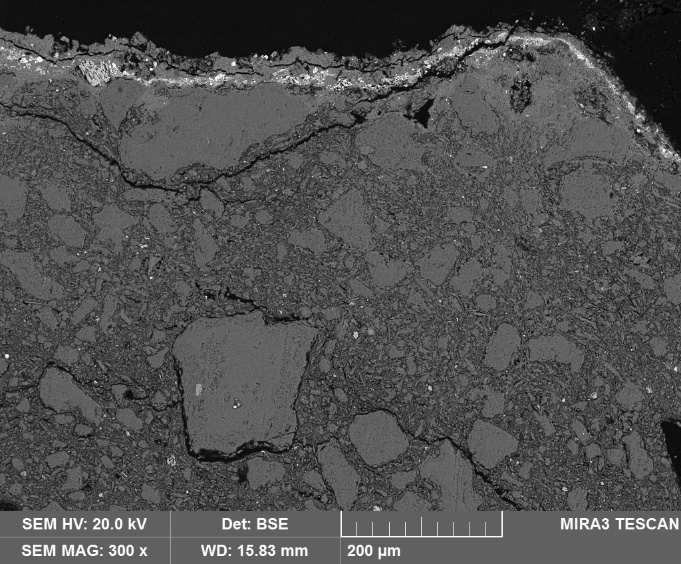 SEM HV: 20.0 kV Det: BSE MIRA3 TESCAN
SEM MAG: 300 x WD: 15.83 mm 200 µm